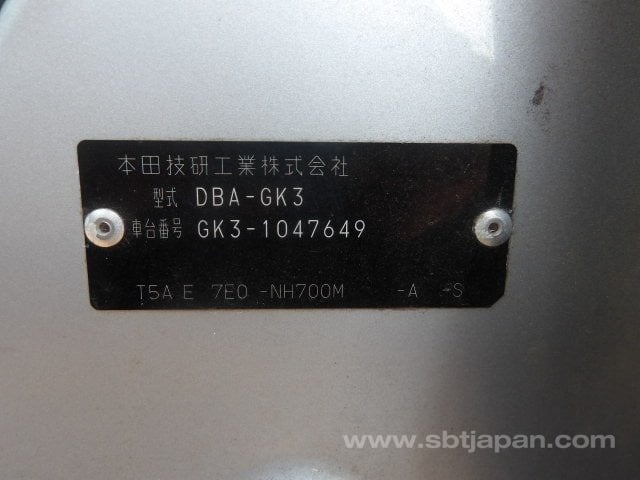 本田技研工業株式会社
型式 DBA-GK3
車台番号 GK3-1047649
T5A E 7E0 -NH700M -A -S
www.sbtjapan.com